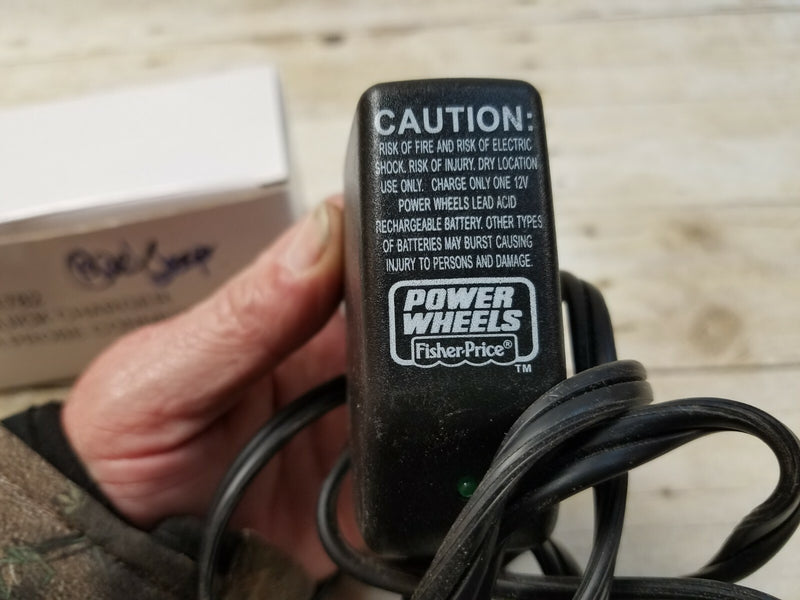 CAUTION:
RISK OF FIRE AND RISK OF ELECTRIC
SHOCK. RISK OF INJURY. DRY LOCATION
USE ONLY. CHARGE ONLY ONE 12V
POWER WHEELS LEAD ACID
RECHARGEABLE BATTERY. OTHER TYPES
OF BATTERIES MAY BURST CAUSING
INJURY TO PERSONS AND DAMAGE.
POWER
WHEELS
Fisher-Price®
TM